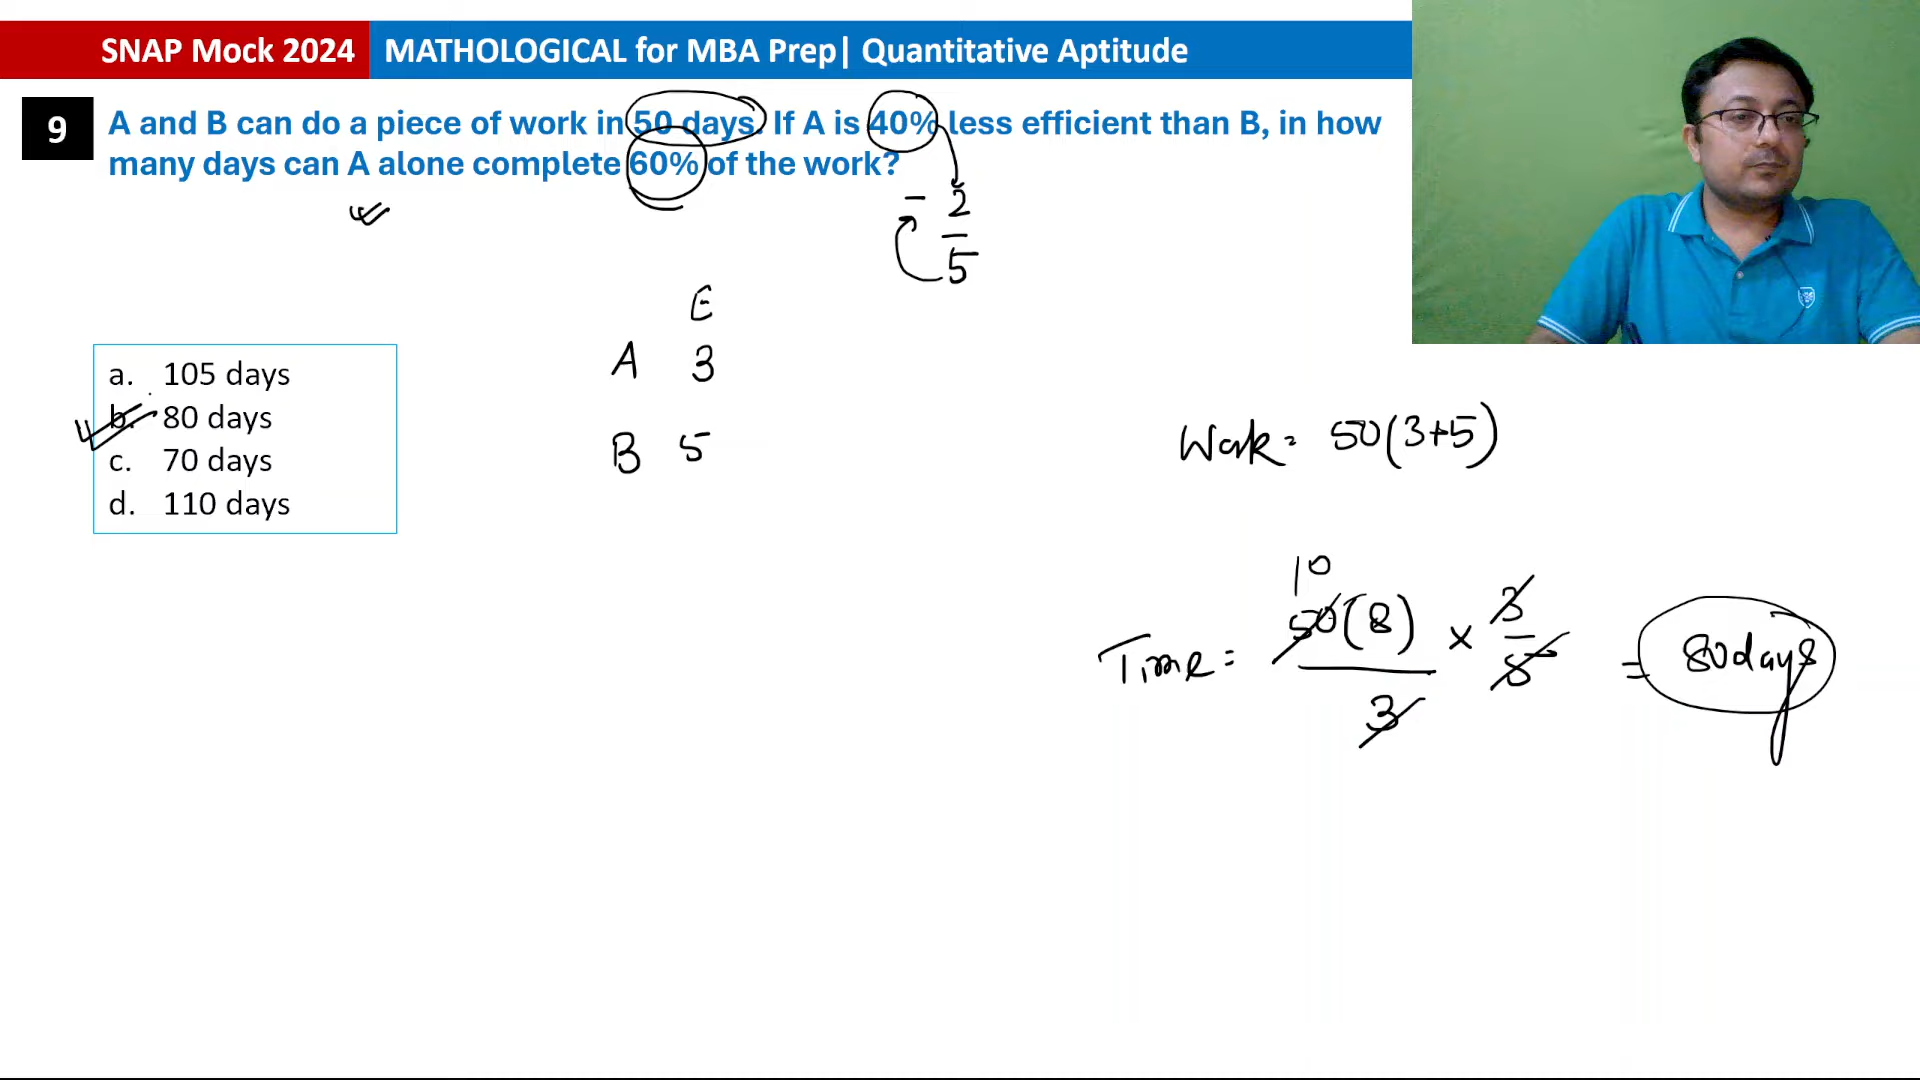 SNAP Mock 2024 MATHOLOGICAL for MBA Prep| Quantitative Aptitude
9 A and B can do a piece of work in 50 days. If A is 40% less efficient than B, in how
many days can A alone complete 60% of the work?
- 2
5
E
A 3
B 5
a. 105 days
b. 80 days
c. 70 days
d. 110 days
Work = 50(3+5)
10
Time = 50(8) × 3 = 80 days
3 5